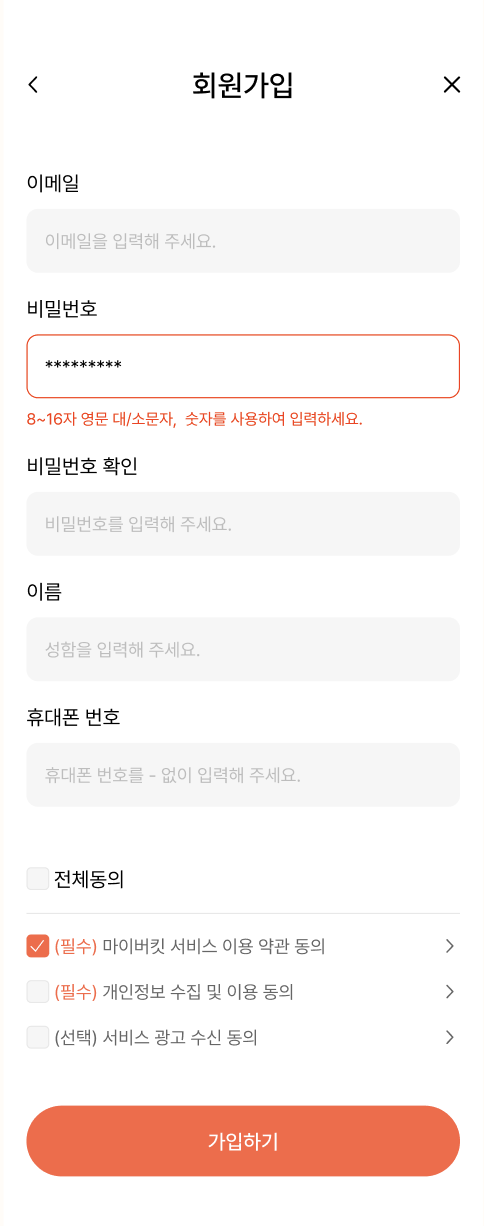 회원가입
이메일
이메일을 입력해 주세요.
비밀번호
*********
8~16자 영문 대/소문자, 숫자를 사용하여 입력하세요.
비밀번호 확인
비밀번호를 입력해 주세요.
이름
성함을 입력해 주세요.
휴대폰 번호
휴대폰 번호를 - 없이 입력해 주세요.
전체동의
(필수) 마이버킷 서비스 이용 약관 동의
(필수) 개인정보 수집 및 이용 동의
(선택) 서비스 광고 수신 동의
가입하기